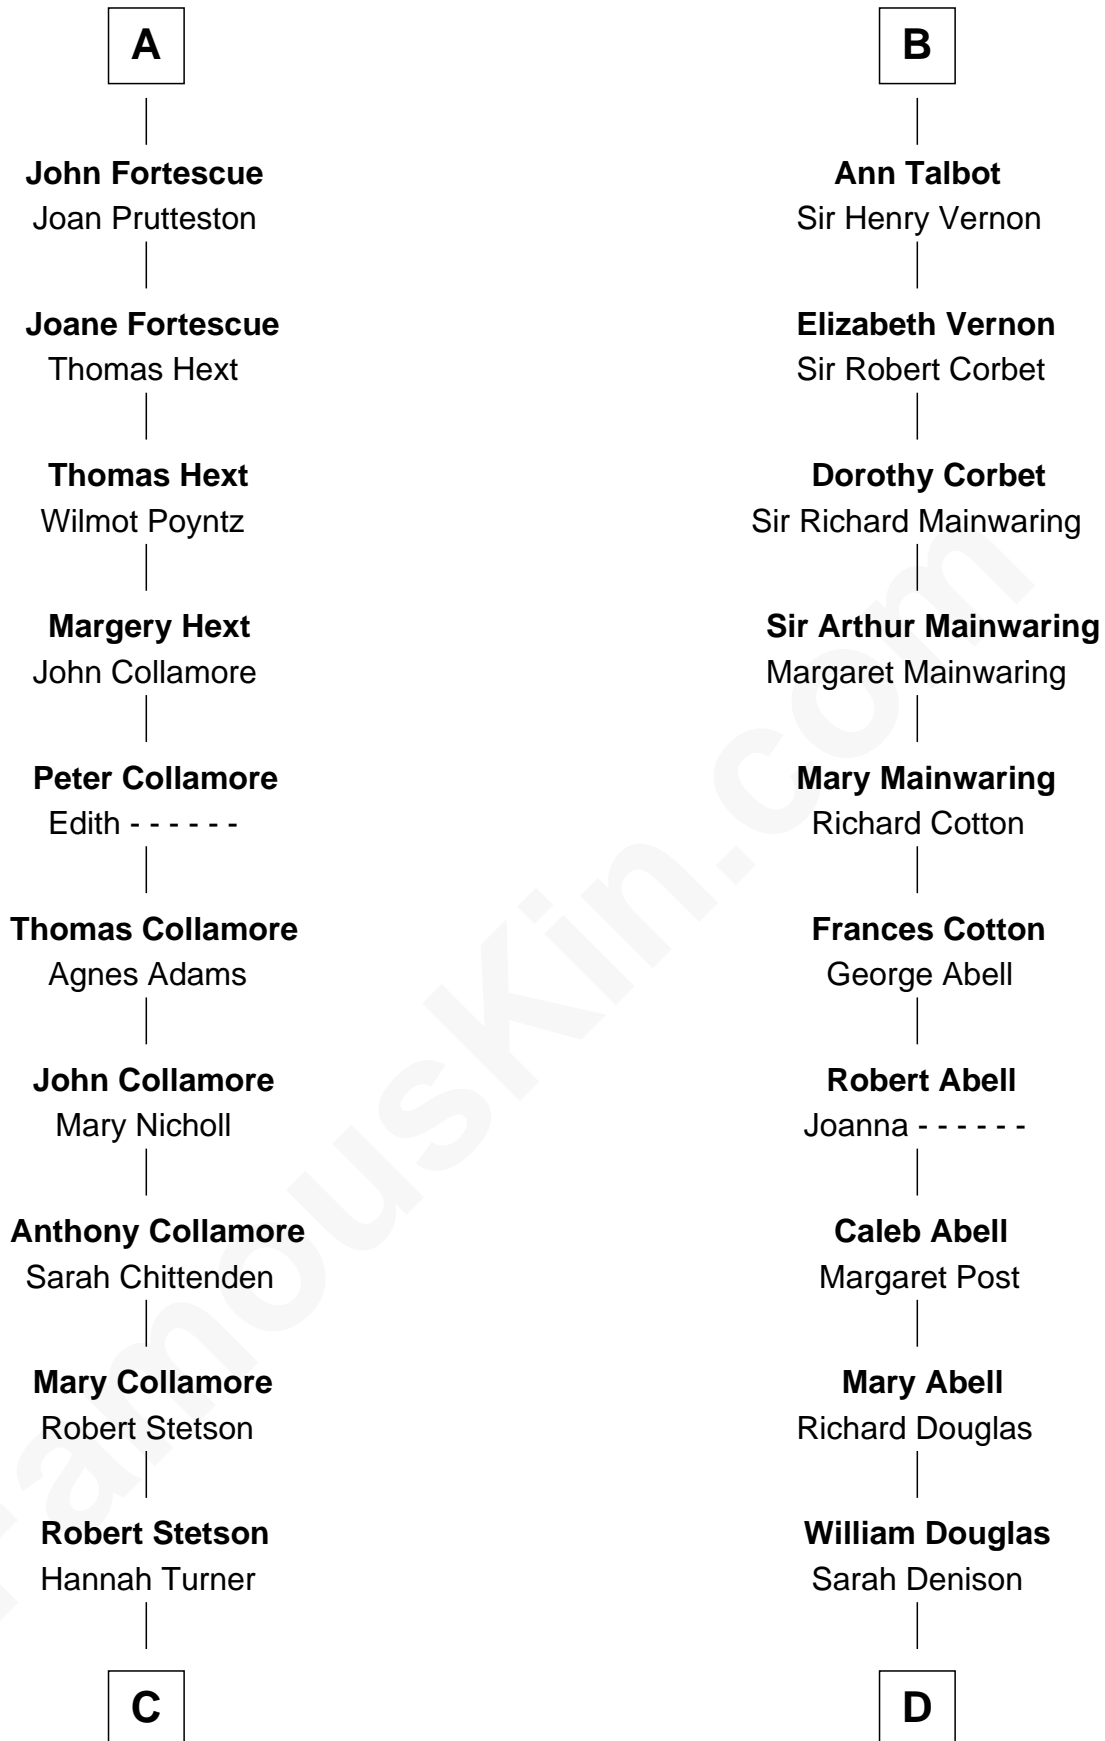 A
John Fortescue
Joan Prutteston
Joane Fortescue
Thomas Hext
Thomas Hext
Wilmot Poyntz
Margery Hext
John Collamore
Peter Collamore
Edith - - - - - -
Thomas Collamore
Agnes Adams
John Collamore
Mary Nicholl
Anthony Collamore
Sarah Chittenden
Mary Collamore
Robert Stetson
Robert Stetson
Hannah Turner
C
B
Ann Talbot
Sir Henry Vernon
Elizabeth Vernon
Sir Robert Corbet
Dorothy Corbet
Sir Richard Mainwaring
Sir Arthur Mainwaring
Margaret Mainwaring
Mary Mainwaring
Richard Cotton
Frances Cotton
George Abell
Robert Abell
Joanna - - - - - -
Caleb Abell
Margaret Post
Mary Abell
Richard Douglas
William Douglas
Sarah Denison
D
FamousKin.com